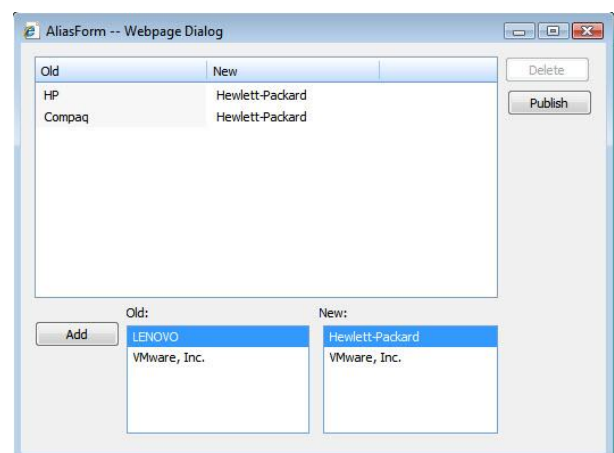 AliasForm -- Webpage Dialog
Old New
Delete
HP Hewlett-Packard
Publish
Compaq Hewlett-Packard
Old: New:
Add
LENOVO Hewlett-Packard
VMware, Inc. VMware, Inc.